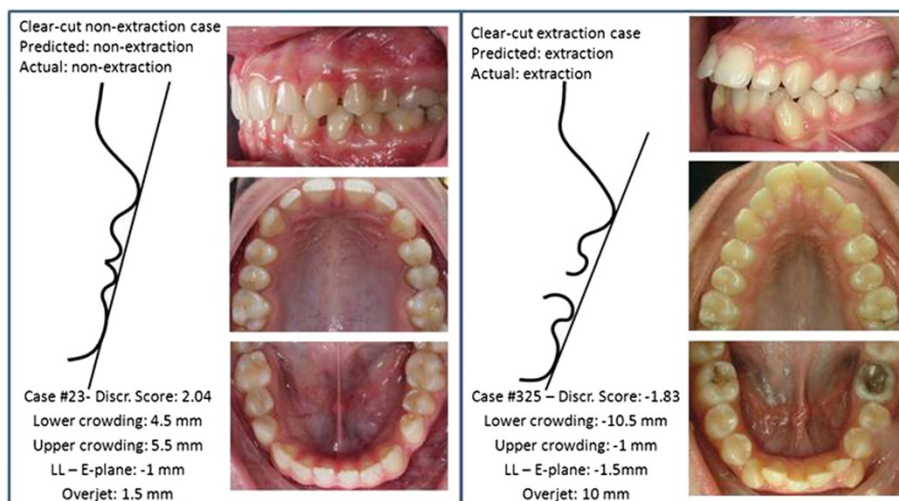 Clear-cut non-extraction case
Predicted: non-extraction
Actual: non-extraction
Case #23- Discr. Score: 2.04
Lower crowding: 4.5 mm
Upper crowding: 5.5 mm
LL – E-plane: -1 mm
Overjet: 1.5 mm
Clear-cut extraction case
Predicted: extraction
Actual: extraction
Case #325 – Discr. Score: -1.83
Lower crowding: -10.5 mm
Upper crowding: -1 mm
LL – E-plane: -1.5mm
Overjet: 10 mm